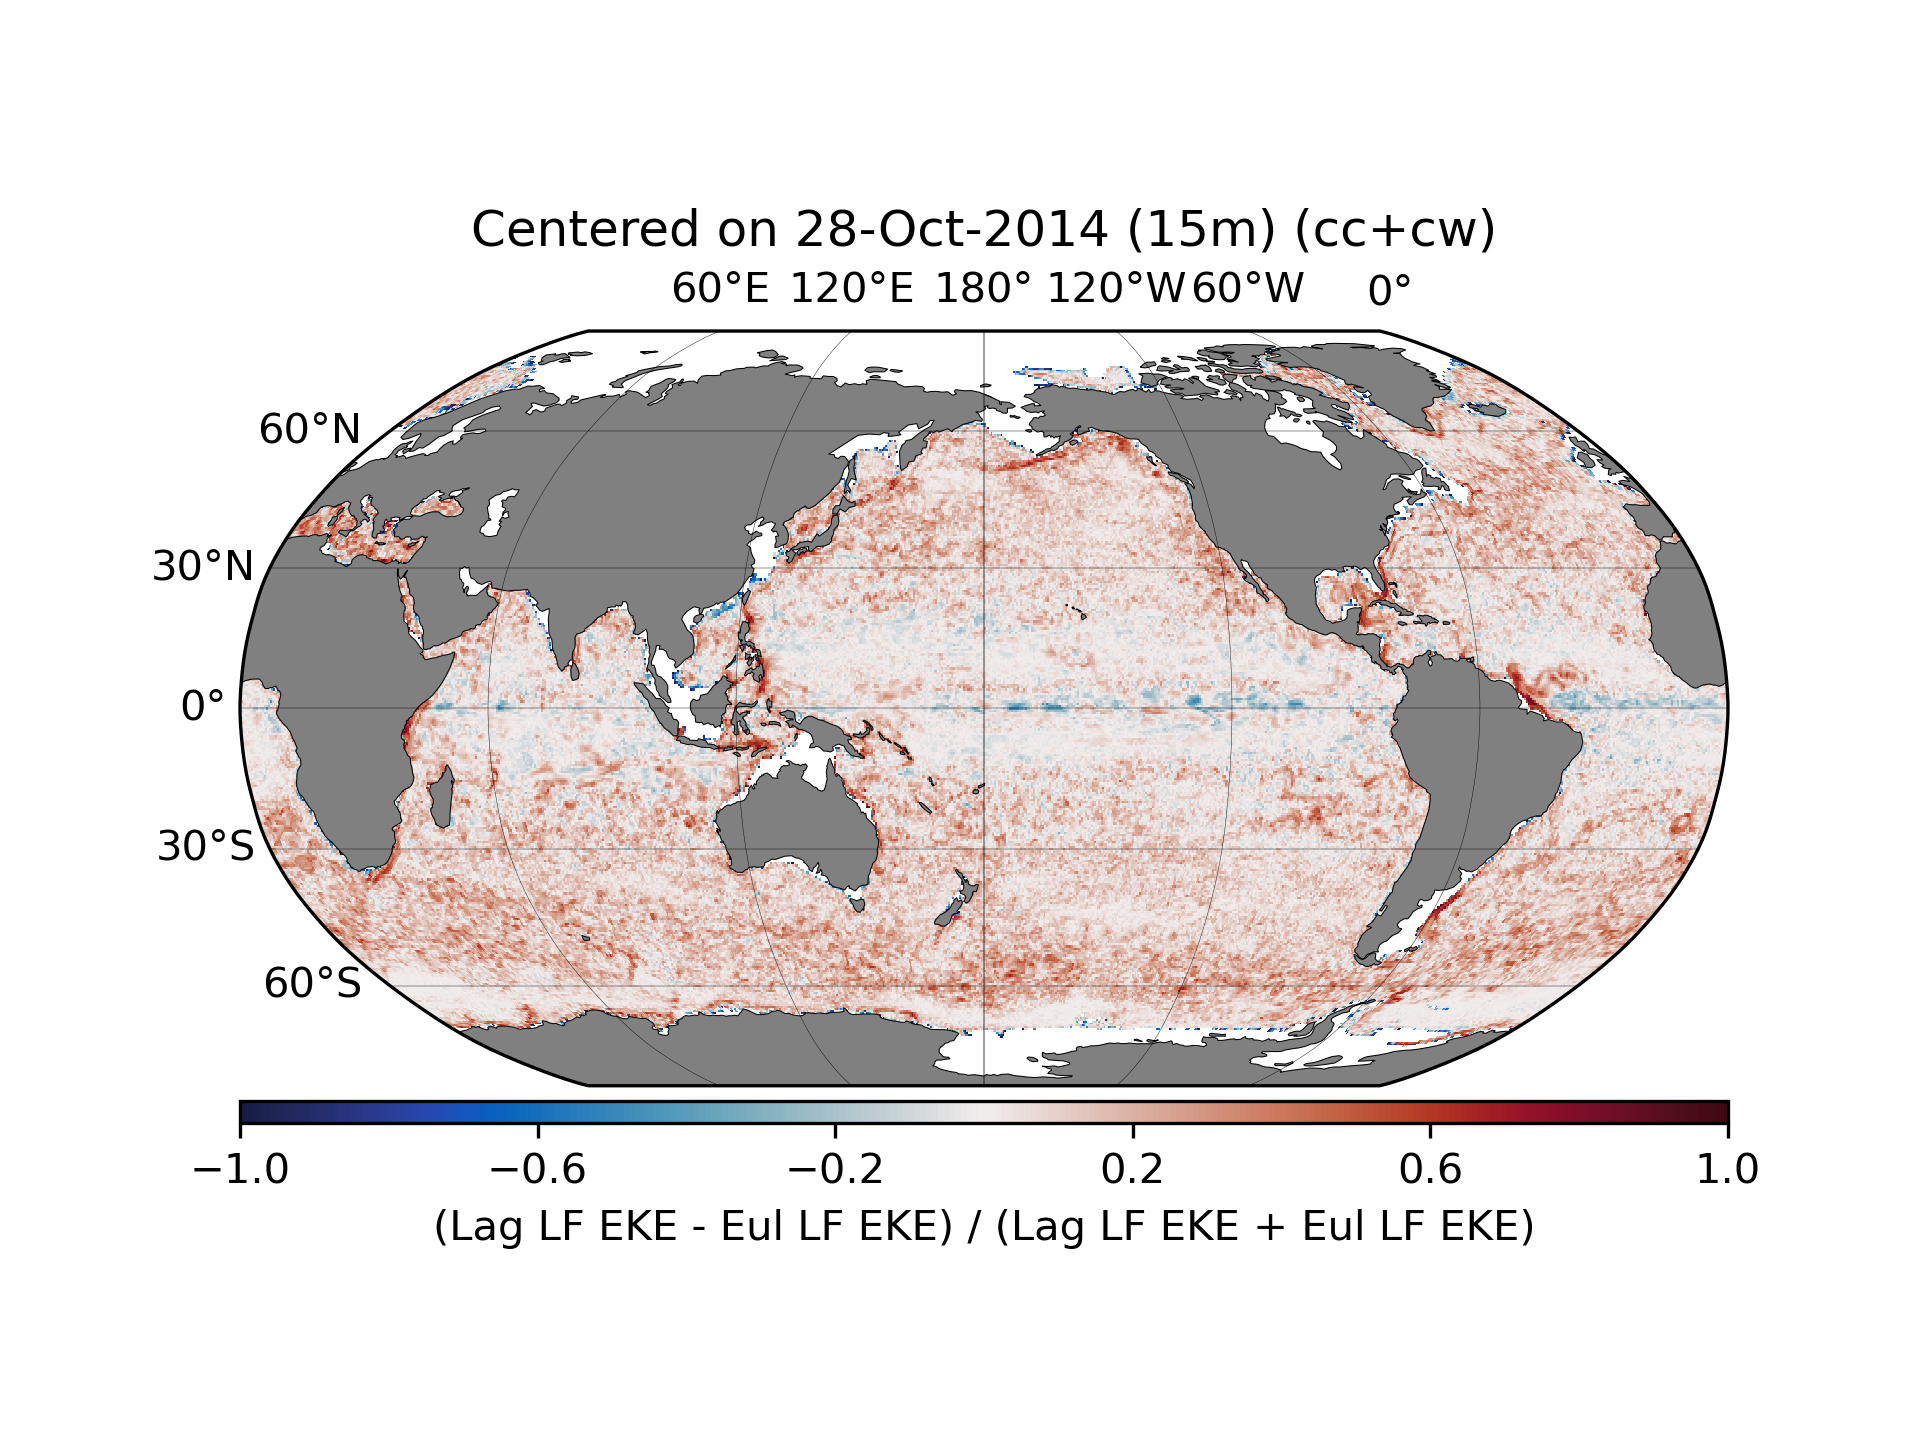 Centered on 28-Oct-2014 (15m) (cc+cw)
60°E 120°E 180° 120°W 60°W 0°
60°N
30°N
0°
30°S
60°S
−1.0 −0.6 −0.2 0.2 0.6 1.0
(Lag LF EKE - Eul LF EKE) / (Lag LF EKE + Eul LF EKE)